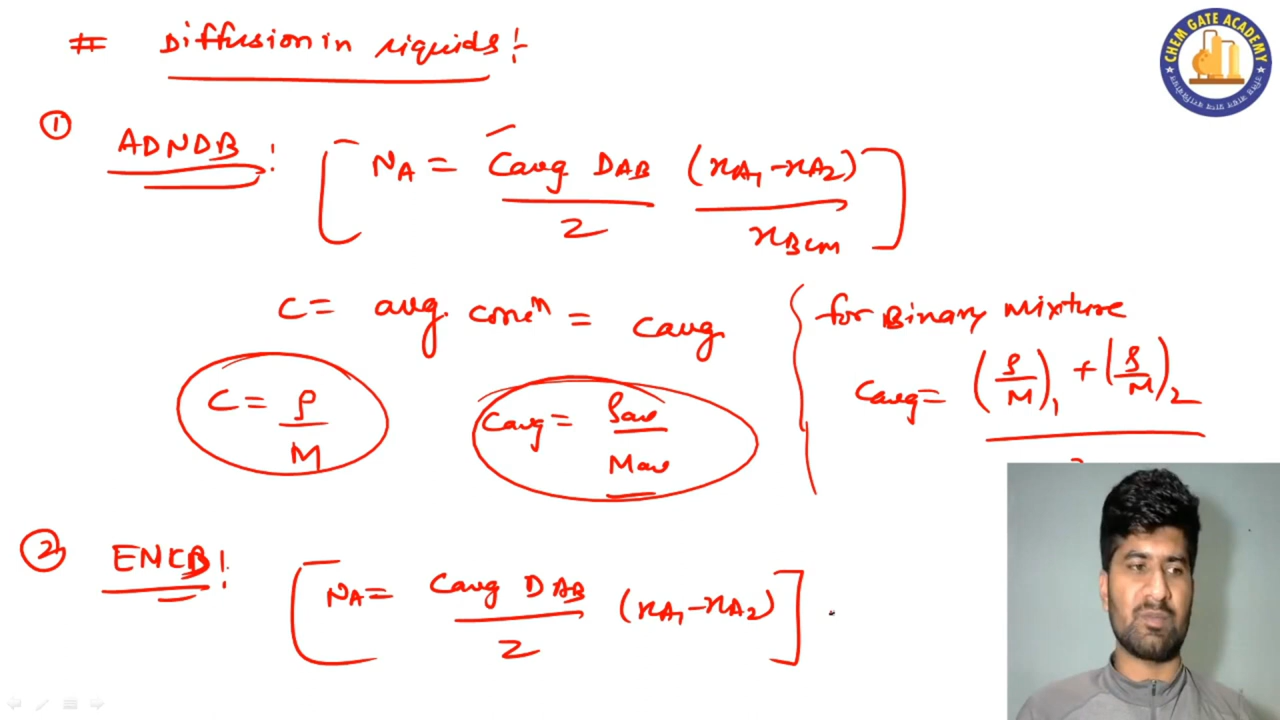 # Diffusion in liquids!-
CHEM GATE ACADEMY
① ADNDB! [ NA = Cavg DAB / Z (xA1 - xA2) / xBLM ]
C = avg. concⁿ = Cavg
C = ρ / M
Cavg = ρav / Mav
for Binary Mixture
Cavg = (ρ/M)1 + (ρ/M)2
② EMCD! [ NA = Cavg DAB / Z (xA1 - xA2) ]